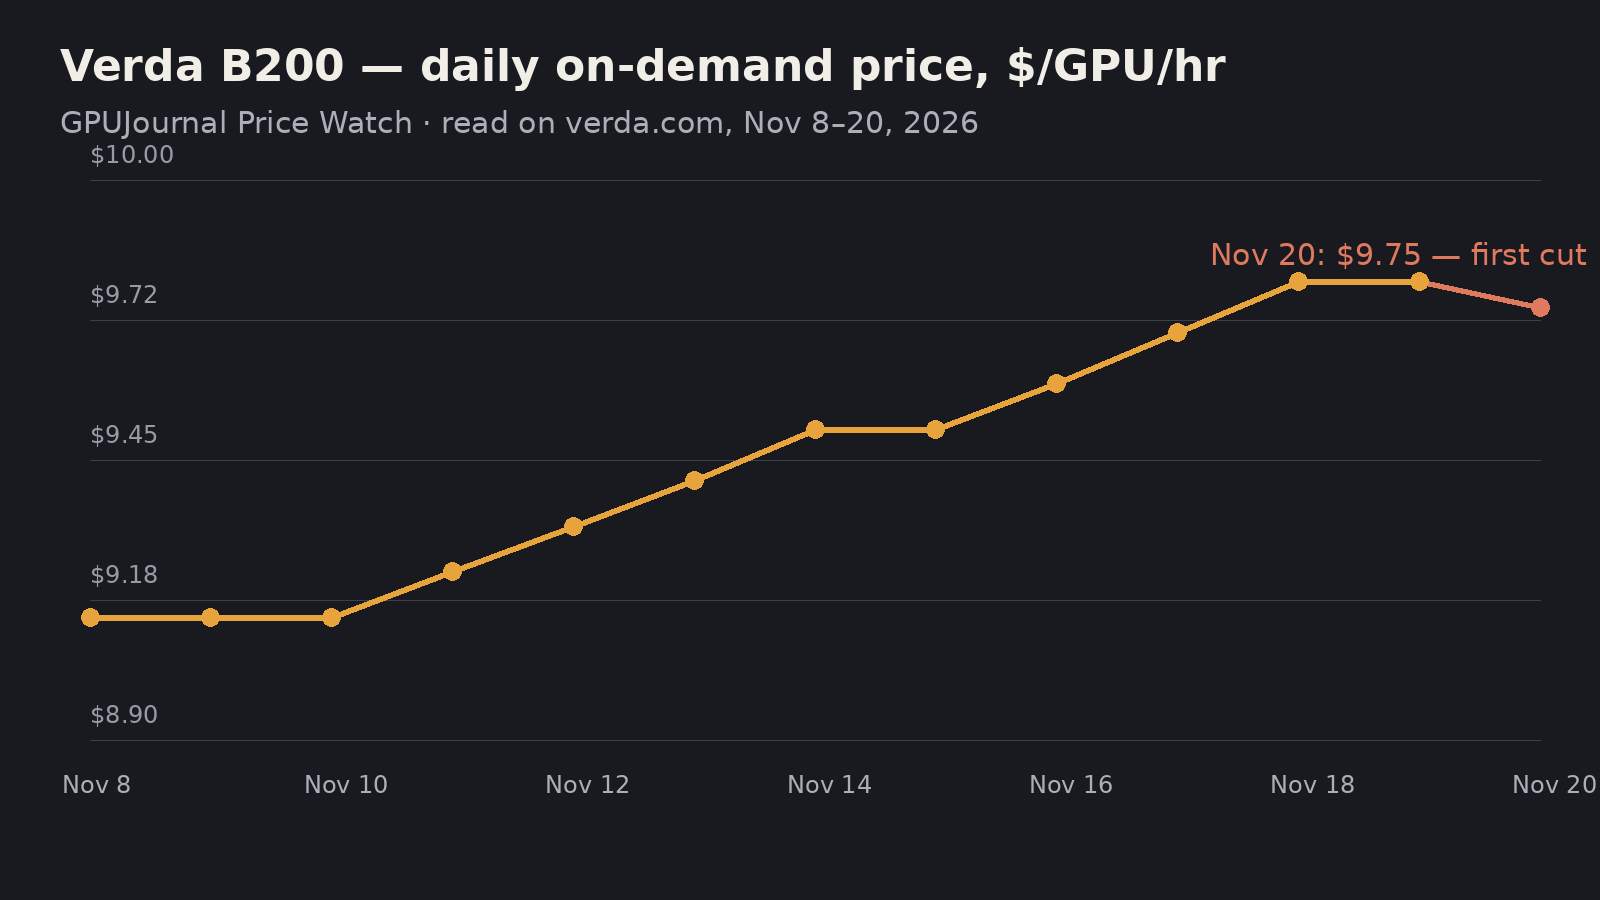 Verda B200 — daily on-demand price, $/GPU/hr
GPUJournal Price Watch · read on verda.com, Nov 8–20, 2026
$10.00
Nov 20: $9.75 — first cut
$9.72
$9.45
$9.18
$8.90
Nov 8 Nov 10 Nov 12 Nov 14 Nov 16 Nov 18 Nov 20